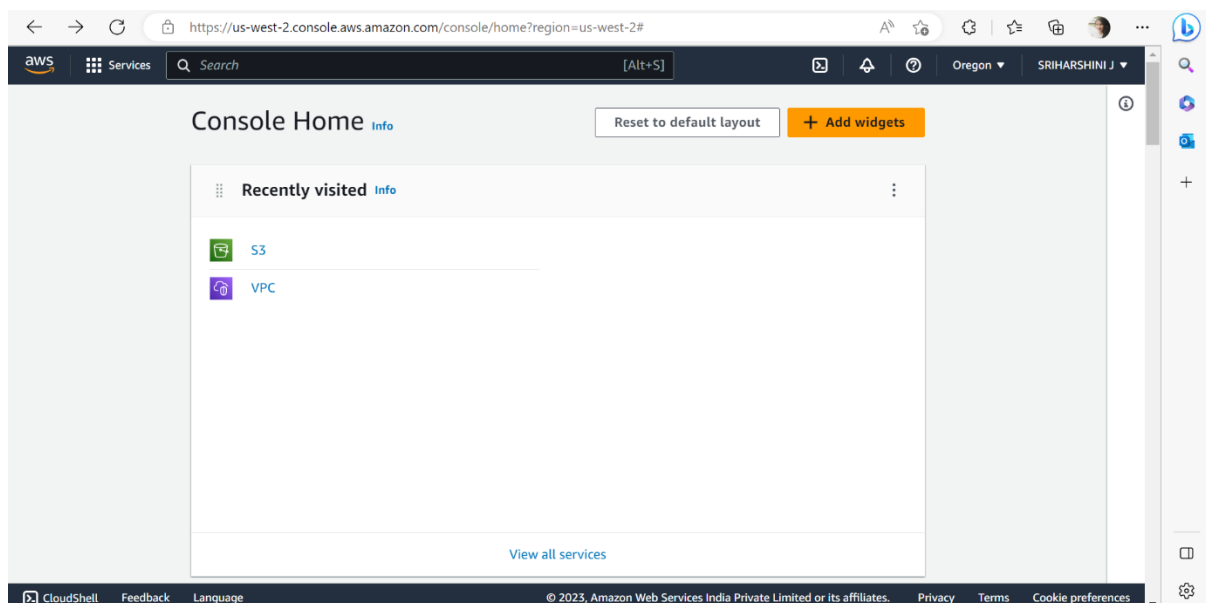 https://us-west-2.console.aws.amazon.com/console/home?region=us-west-2#
aws Services Search [Alt+S] Oregon SRIHARSHINI J
Console Home Info Reset to default layout + Add widgets
Recently visited Info
S3
VPC
View all services
CloudShell Feedback Language © 2023, Amazon Web Services India Private Limited or its affiliates. Privacy Terms Cookie preferences